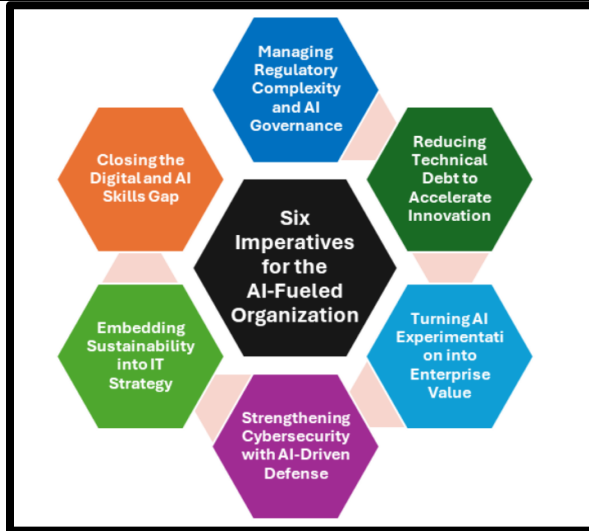 Managing
Regulatory
Complexity
and AI
Governance
Reducing
Technical
Debt to
Accelerate
Innovation
Turning AI
Experimentati
on into
Enterprise
Value
Strengthening
Cybersecurity
with AI-Driven
Defense
Embedding
Sustainability
into IT
Strategy
Closing the
Digital and AI
Skills Gap
Six
Imperatives
for the
AI-Fueled
Organization